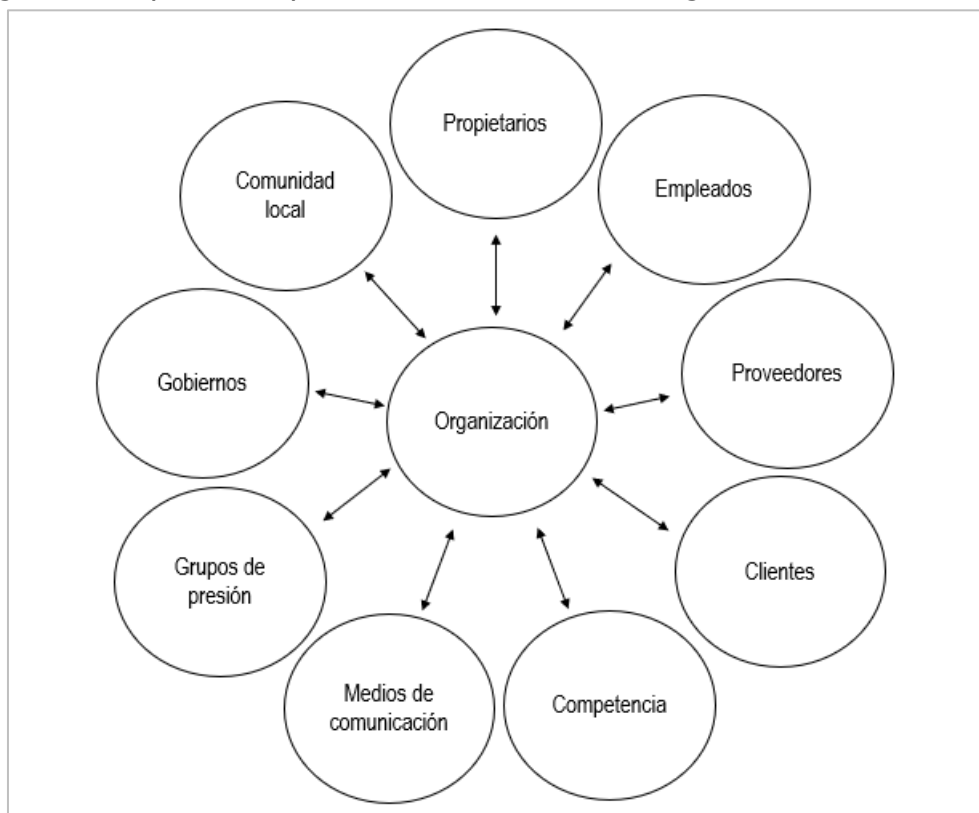 Propietarios
Empleados
Comunidad
local
Proveedores
Gobiernos
Organización
Clientes
Grupos de
presión
Competencia
Medios de
comunicación